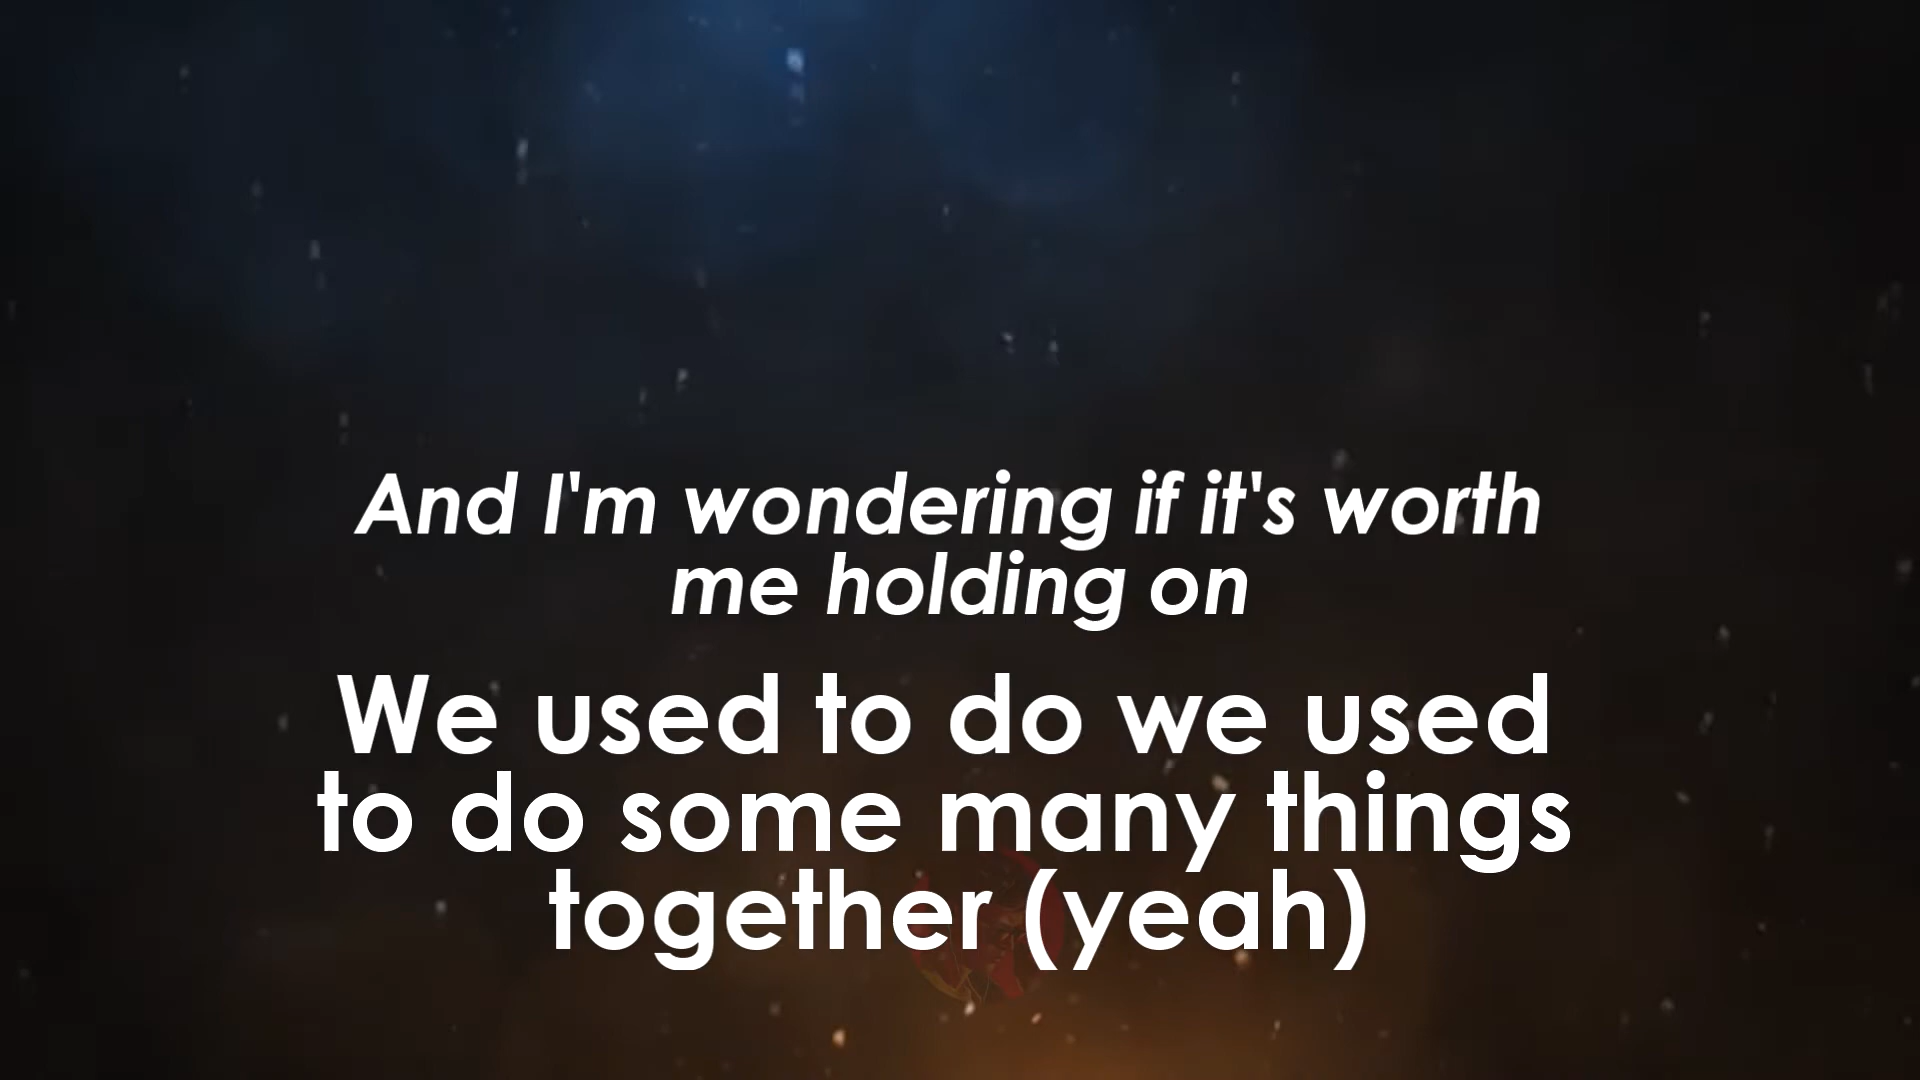 And I'm wondering if it's worth
me holding on
We used to do we used
to do some many things
together (yeah)